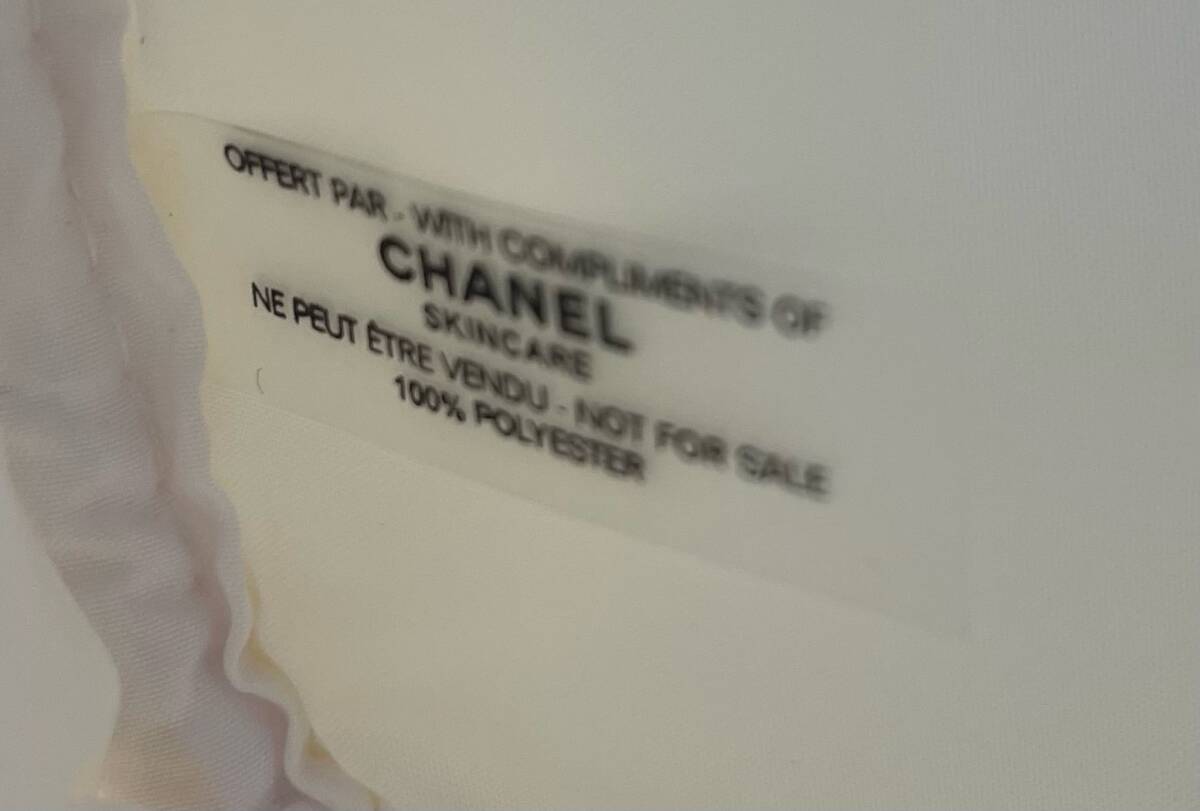 OFFERT PAR - WITH COMPLIMENTS OF
CHANEL
SKINCARE
NE PEUT ÊTRE VENDU - NOT FOR SALE
100% POLYESTER